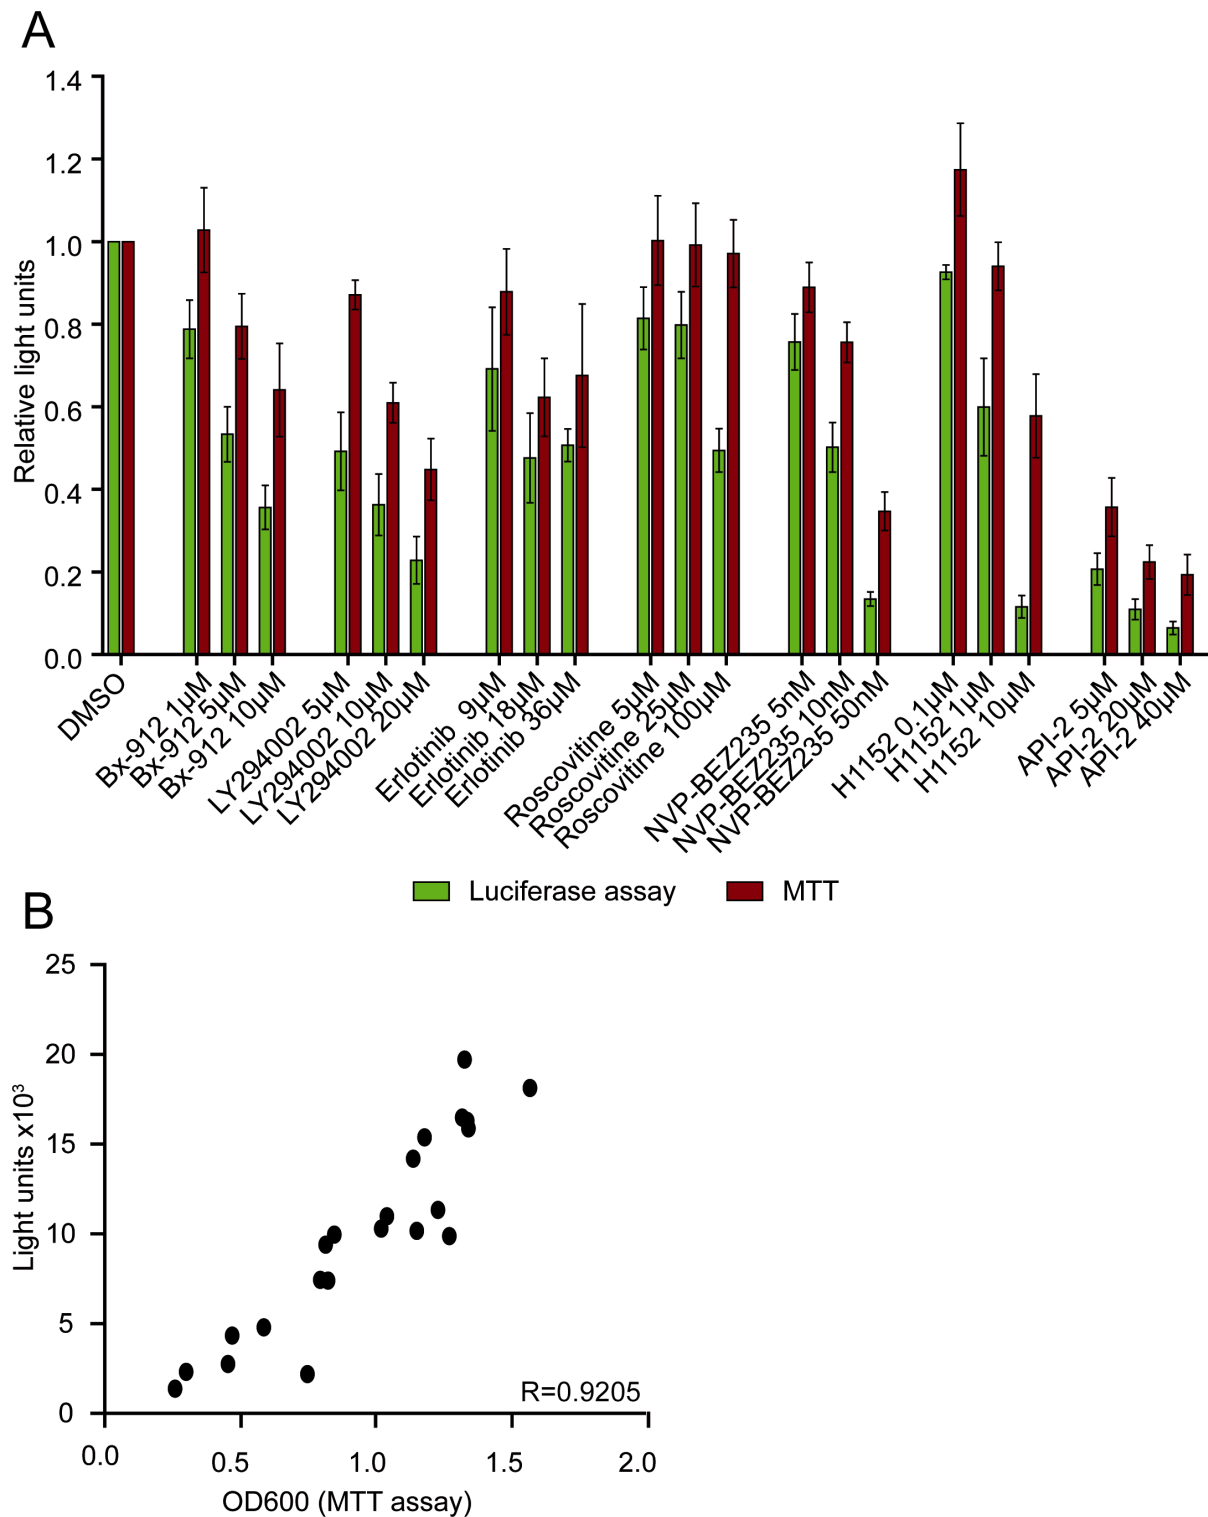 A
1.4
1.2
1.0
0.8
0.6
0.4
0.2
0.0
Relative light units
DMSO
Bx-912 1µM
Bx-912 5µM
Bx-912 10µM
LY294002 5µM
LY294002 10µM
LY294002 20µM
Erlotinib 9µM
Erlotinib 18µM
Erlotinib 36µM
Roscovitine 5µM
Roscovitine 25µM
Roscovitine 100µM
NVP-BEZ235 5nM
NVP-BEZ235 10nM
NVP-BEZ235 50nM
H1152 0.1µM
H1152 1µM
H1152 10µM
API-2 5µM
API-2 20µM
API-2 40µM
Luciferase assay
MTT
B
25
20
15
10
5
0
Light units x10³
R=0.9205
0.0
0.5
1.0
1.5
2.0
OD600 (MTT assay)